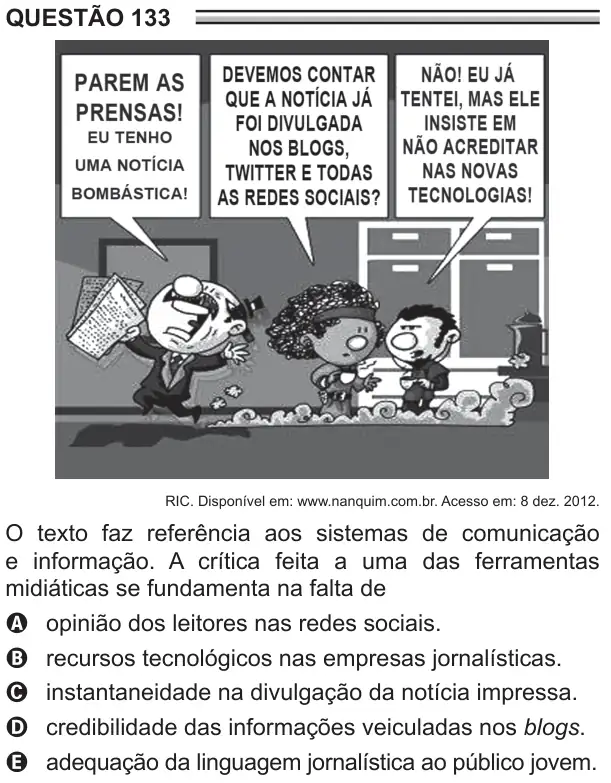 QUESTÃO 133
PAREM AS
PRENSAS!
EU TENHO
UMA NOTÍCIA
BOMBÁSTICA!
DEVEMOS CONTAR
QUE A NOTÍCIA JÁ
FOI DIVULGADA
NOS BLOGS,
TWITTER E TODAS
AS REDES SOCIAIS?
NÃO! EU JÁ
TENTEI, MAS ELE
INSISTE EM
NÃO ACREDITAR
NAS NOVAS
TECNOLOGIAS!
RIC. Disponível em: www.nanquim.com.br. Acesso em: 8 dez. 2012.
O texto faz referência aos sistemas de comunicação
e informação. A crítica feita a uma das ferramentas
midiáticas se fundamenta na falta de
A opinião dos leitores nas redes sociais.
B recursos tecnológicos nas empresas jornalísticas.
C instantaneidade na divulgação da notícia impressa.
D credibilidade das informações veiculadas nos blogs.
E adequação da linguagem jornalística ao público jovem.